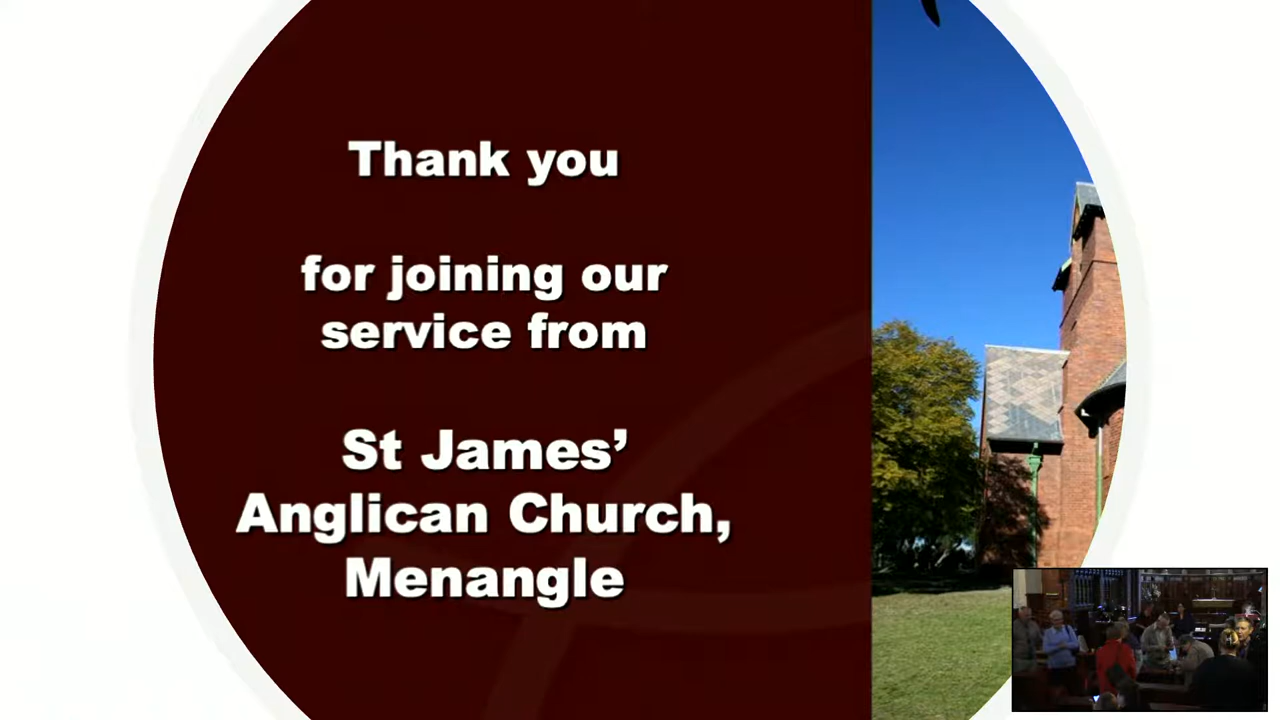 Thank you
for joining our
service from
St James’
Anglican Church,
Menangle